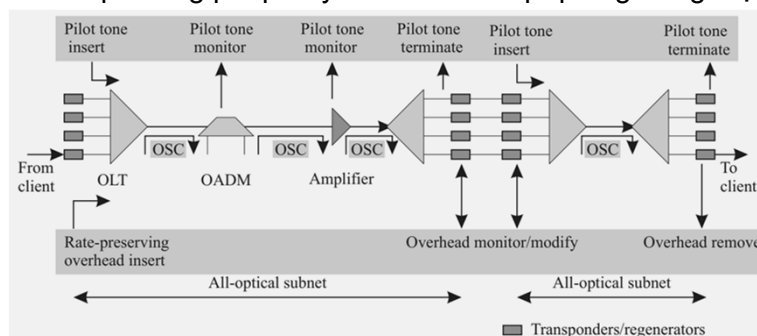 Pilot tone
insert
Pilot tone
monitor
Pilot tone
monitor
Pilot tone
terminate
Pilot tone
insert
Pilot tone
terminate
OSC
OSC
OSC
OSC
From
client
OLT
OADM
Amplifier
To
client
Rate-preserving
overhead insert
Overhead monitor/modify
Overhead remove
All-optical subnet
All-optical subnet
Transponders/regenerators